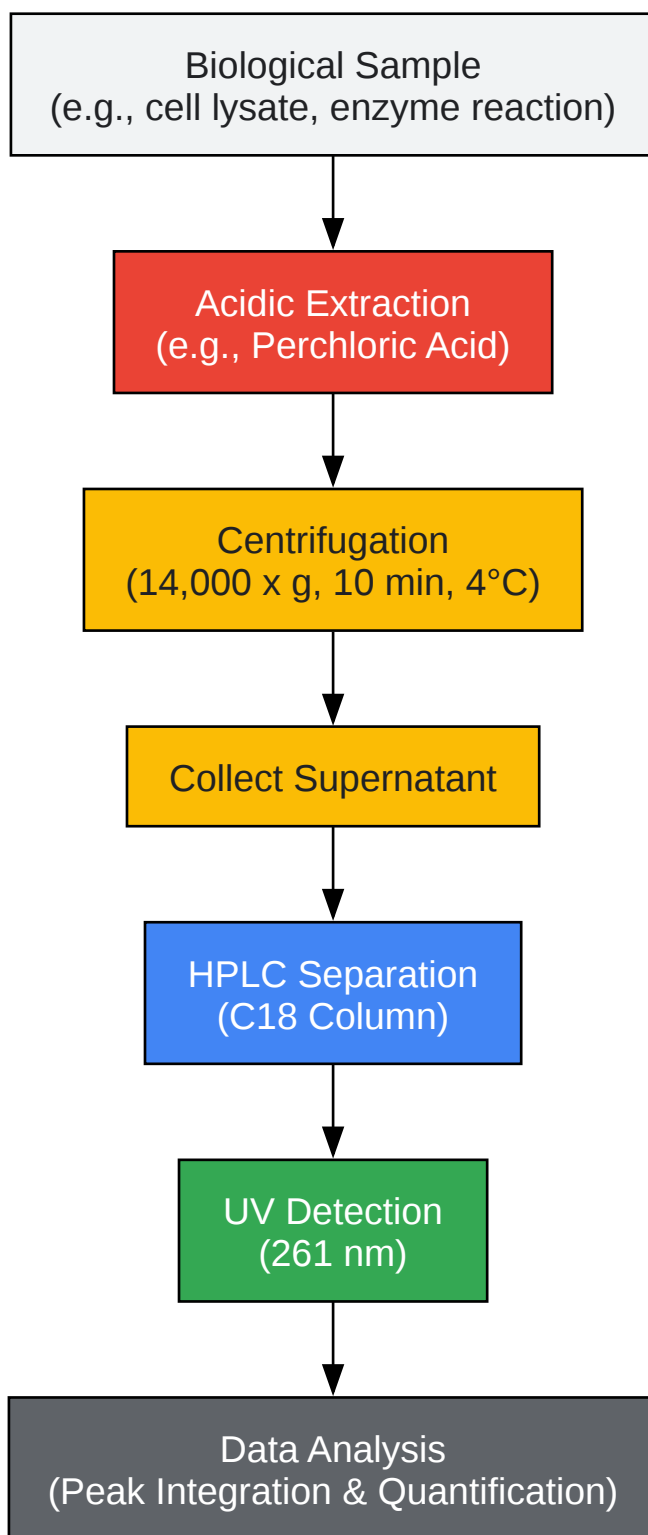 Biological Sample
(e.g., cell lysate, enzyme reaction)
Acidic Extraction
(e.g., Perchloric Acid)
Centrifugation
(14,000 x g, 10 min, 4°C)
Collect Supernatant
HPLC Separation
(C18 Column)
UV Detection
(261 nm)
Data Analysis
(Peak Integration & Quantification)